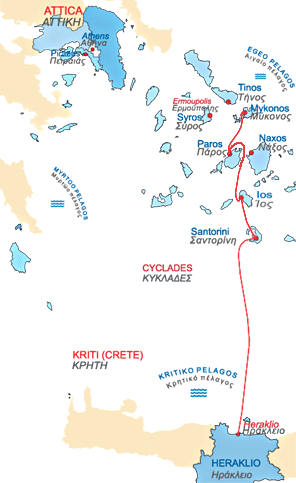 ATTICA
ΑΤΤΙΚΗ
Athens
Αθήνα
Piraeus
Πειραιάς
EGEO PELAGOS
Αιγαίο πέλαγος
Tinos
Τήνος
Ermoupolis
Ερμούπολης
Mykonos
Μύκονος
Syros
Σύρος
Paros
Πάρος
Naxos
Νάξος
MYRTOO PELAGOS
Μυρτώο πέλαγος
Ios
Ίος
Santorini
Σαντορίνη
CYCLADES
ΚΥΚΛΑΔΕΣ
KRITI (CRETE)
ΚΡΗΤΗ
KRITIKO PELAGOS
Κρητικό πέλαγος
Heraklio
Ηράκλειο
HERAKLIO
Ηράκλειο